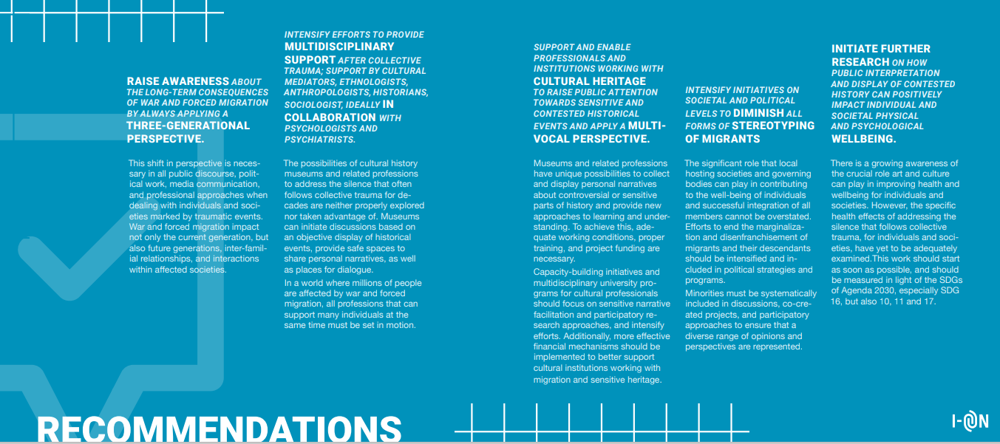 RAISE AWARENESS ABOUT
THE LONG-TERM CONSEQUENCES
OF WAR AND FORCED MIGRATION
BY ALWAYS APPLYING A
THREE-GENERATIONAL
PERSPECTIVE.
This shift in perspective is neces-
sary in all public discourse, polit-
ical work, media communication,
and professional approaches when
dealing with individuals and soci-
eties marked by traumatic events.
War and forced migration impact
not only the current generation, but
also future generations, inter-famil-
ial relationships, and interactions
within affected societies.
INTENSIFY EFFORTS TO PROVIDE
MULTIDISCIPLINARY
SUPPORT AFTER COLLECTIVE
TRAUMA; SUPPORT BY CULTURAL
MEDIATORS, ETHNOLOGISTS,
ANTHROPOLOGISTS, HISTORIANS,
SOCIOLOGIST, IDEALLY IN
COLLABORATION WITH
PSYCHOLOGISTS AND
PSYCHIATRISTS.
The possibilities of cultural history
museums and related professions
to address the silence that often
follows collective trauma for de-
cades are neither properly explored
nor taken advantage of. Museums
can initiate discussions based on
an objective display of historical
events, provide safe spaces to
share personal narratives, as well
as places for dialogue.
In a world where millions of people
are affected by war and forced
migration, all professions that can
support many individuals at the
same time must be set in motion.
SUPPORT AND ENABLE
PROFESSIONALS AND
INSTITUTIONS WORKING WITH
CULTURAL HERITAGE
TO RAISE PUBLIC ATTENTION
TOWARDS SENSITIVE AND
CONTESTED HISTORICAL
EVENTS AND APPLY A MULTI-
VOCAL PERSPECTIVE.
Museums and related professions
have unique possibilities to collect
and display personal narratives
about controversial or sensitive
parts of history and provide new
approaches to learning and under-
standing. To achieve this, ade-
quate working conditions, proper
training, and project funding are
necessary.
Capacity-building initiatives and
multidisciplinary university pro-
grams for cultural professionals
should focus on sensitive narrative
facilitation and participatory re-
search approaches, and intensify
efforts. Additionally, more effective
financial mechanisms should be
implemented to better support
cultural institutions working with
migration and sensitive heritage.
INTENSIFY INITIATIVES ON
SOCIETAL AND POLITICAL
LEVELS TO DIMINISH ALL
FORMS OF STEREOTYPING
OF MIGRANTS
The significant role that local
hosting societies and governing
bodies can play in contributing
to the well-being of individuals
and successful integration of all
members cannot be overstated.
Efforts to end the marginaliza-
tion and disenfranchisement of
migrants and their descendants
should be intensified and in-
cluded in political strategies and
programs.
Minorities must be systematically
included in discussions, co-cre-
ated projects, and participatory
approaches to ensure that a
diverse range of opinions and
perspectives are represented.
INITIATE FURTHER
RESEARCH ON HOW
PUBLIC INTERPRETATION
AND DISPLAY OF CONTESTED
HISTORY CAN POSITIVELY
IMPACT INDIVIDUAL AND
SOCIETAL PHYSICAL
AND PSYCHOLOGICAL
WELLBEING.
There is a growing awareness of
the crucial role art and culture
can play in improving health and
wellbeing for individuals and
societies. However, the specific
health effects of addressing the
silence that follows collective
trauma, for individuals and soci-
eties, have yet to be adequately
examined.This work should start
as soon as possible, and should
be measured in light of the SDGs
of Agenda 2030, especially SDG
16, but also 10, 11 and 17.
RECOMMENDATIONS
I-ON